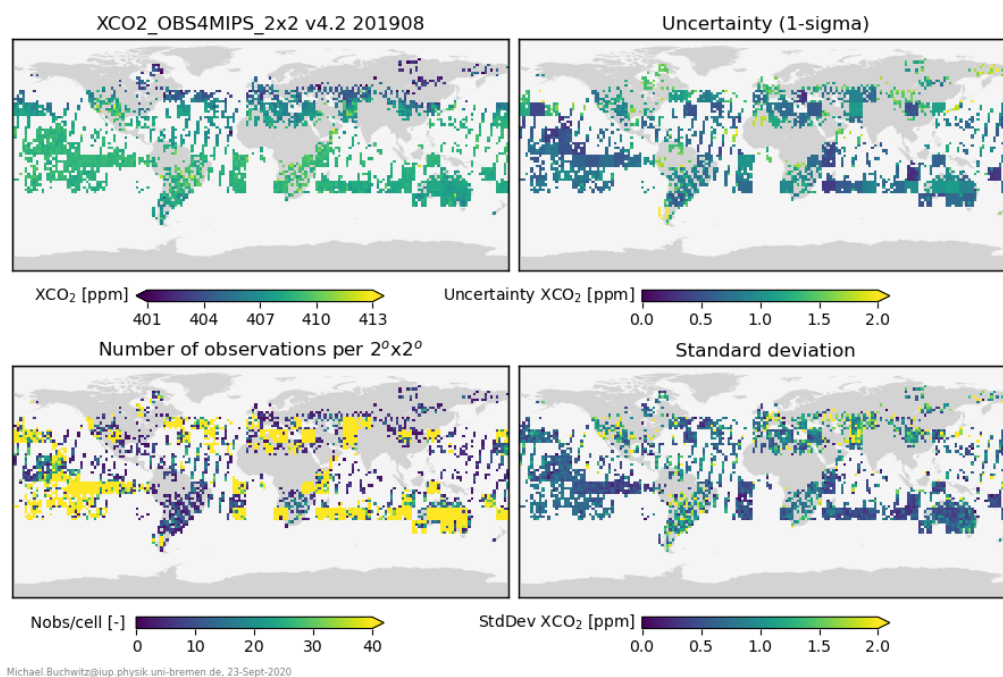 XCO2_OBS4MIPS_2x2 v4.2 201908
Uncertainty (1-sigma)
XCO₂ [ppm]
401 404 407 410 413
Uncertainty XCO₂ [ppm]
0.0 0.5 1.0 1.5 2.0
Number of observations per 2ᵒx2ᵒ
Standard deviation
Nobs/cell [-]
0 10 20 30 40
StdDev XCO₂ [ppm]
0.0 0.5 1.0 1.5 2.0
Michael.Buchwitz@iup.physik.uni-bremen.de, 23-Sept-2020